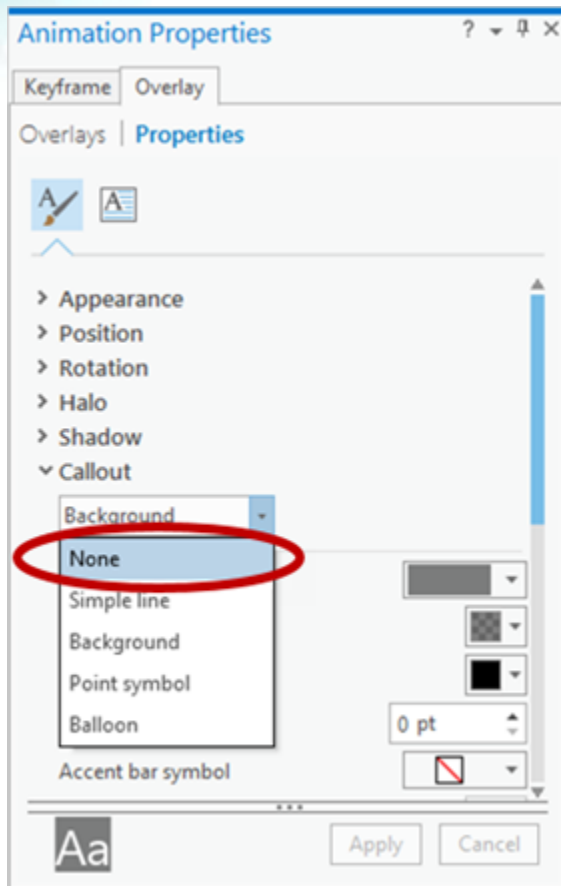 Animation Properties ?
Keyframe Overlay
Overlays | Properties
A A
Appearance
Position
Rotation
Halo
Shadow
Callout
Background
None
Simple line
Background
Point symbol
Balloon
0 pt
Accent bar symbol
Aa Apply Cancel